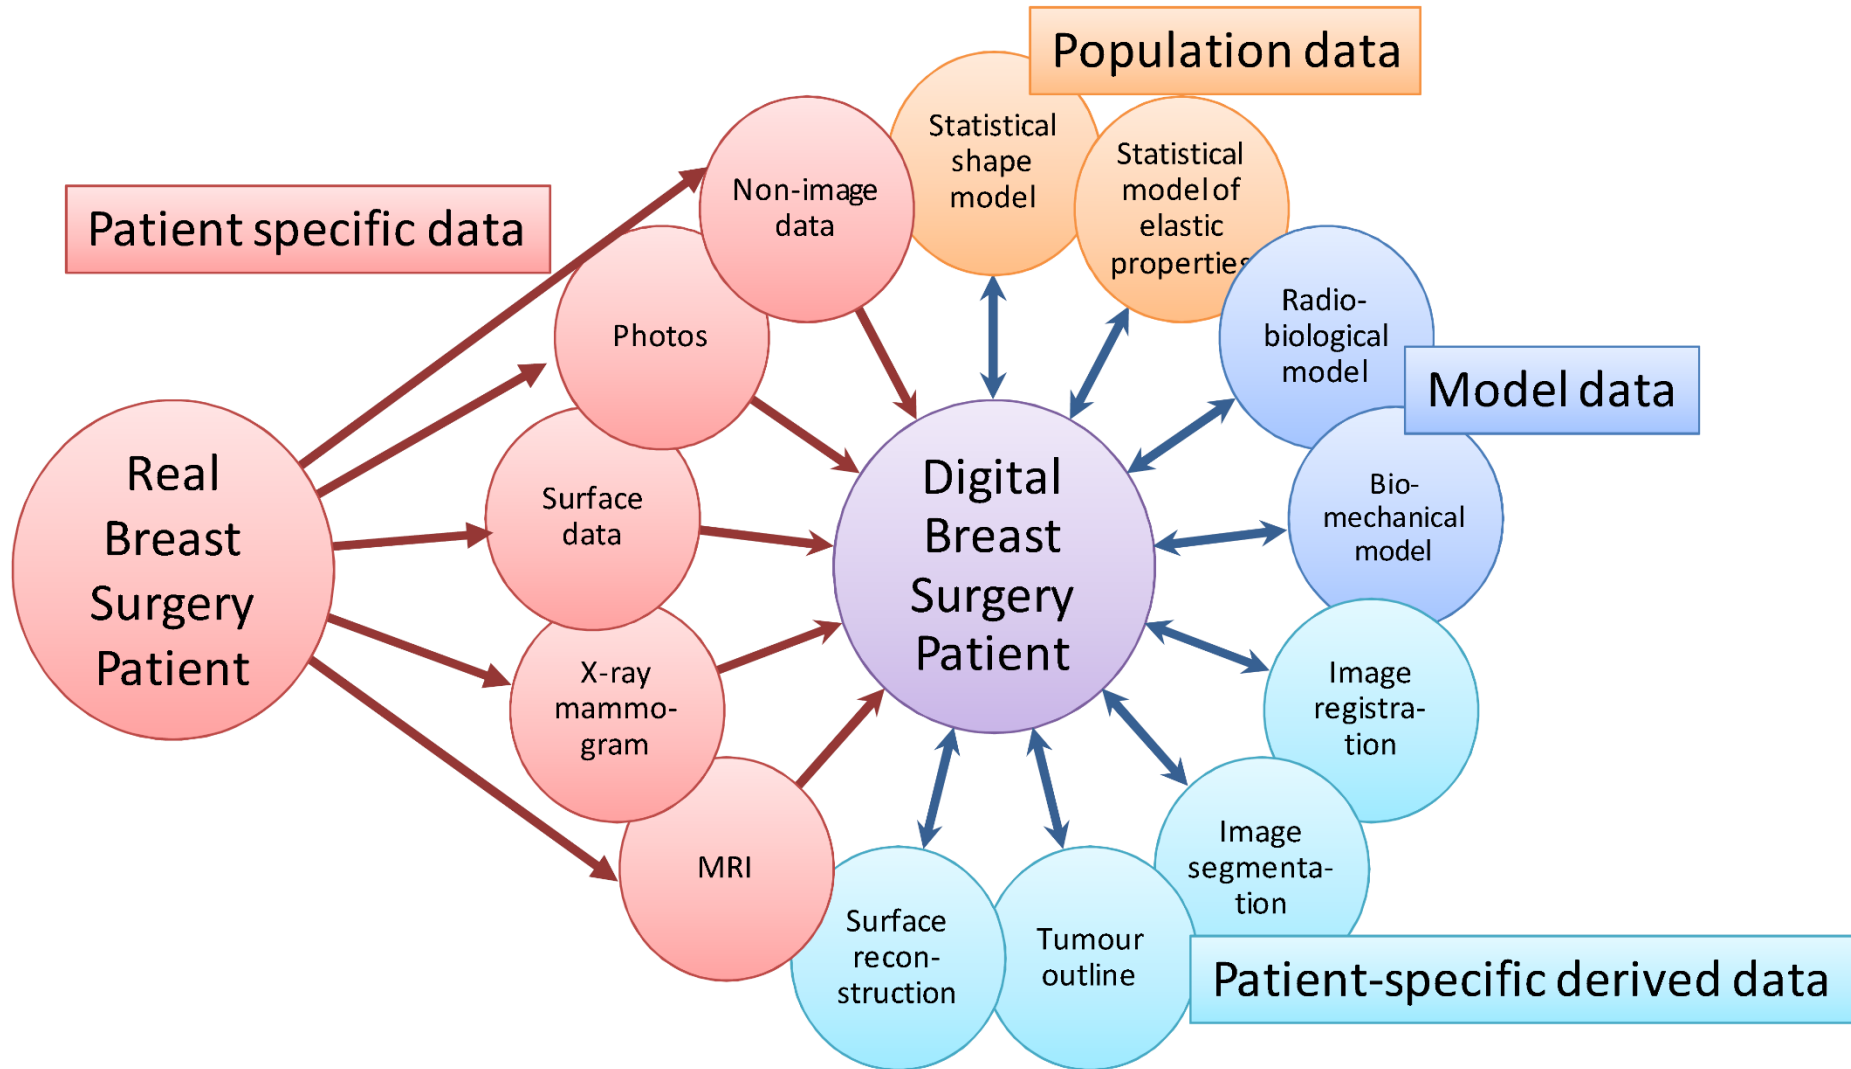 Population data
Statistical
shape
model
Statistical
model of
elastic
properties
Non-image
data
Patient specific data
Photos
Radio-
biological
model
Model data
Real
Breast
Surgery
Patient
Surface
data
Digital
Breast
Surgery
Patient
Bio-
mechanical
model
X-ray
mammo-
gram
Image
registra-
tion
MRI
Image
segmenta-
tion
Surface
recon-
struction
Tumour
outline
Patient-specific derived data